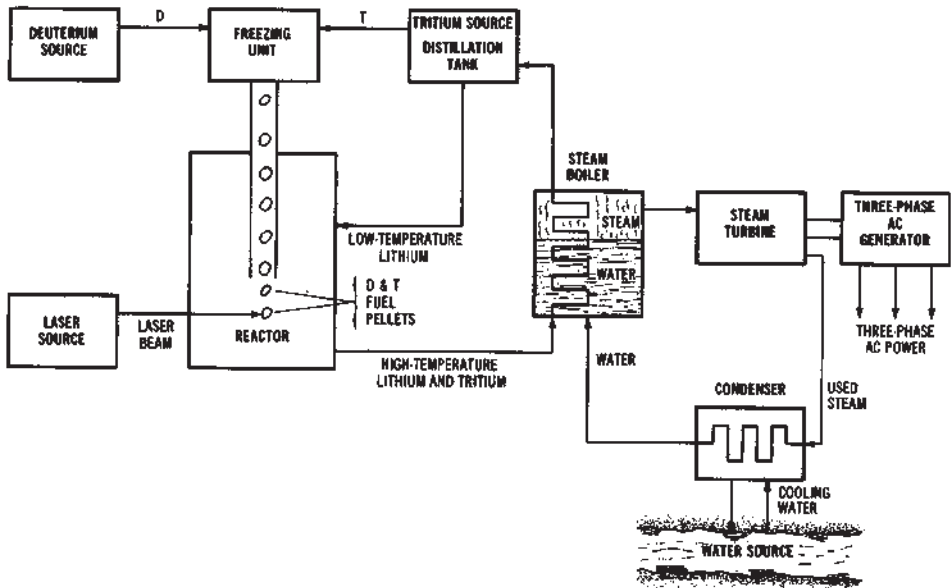 D
T
DEUTERIUM
SOURCE
FREEZING
UNIT
TRITIUM SOURCE
DISTILLATION
TANK
STEAM
BOILER
STEAM
WATER
STEAM
TURBINE
THREE-PHASE
AC
GENERATOR
LOW-TEMPERATURE
LITHIUM
D & T
FUEL
PELLETS
LASER
SOURCE
LASER
BEAM
REACTOR
HIGH-TEMPERATURE
LITHIUM AND TRITIUM
WATER
THREE-PHASE
AC POWER
CONDENSER
USED
STEAM
COOLING
WATER
WATER SOURCE